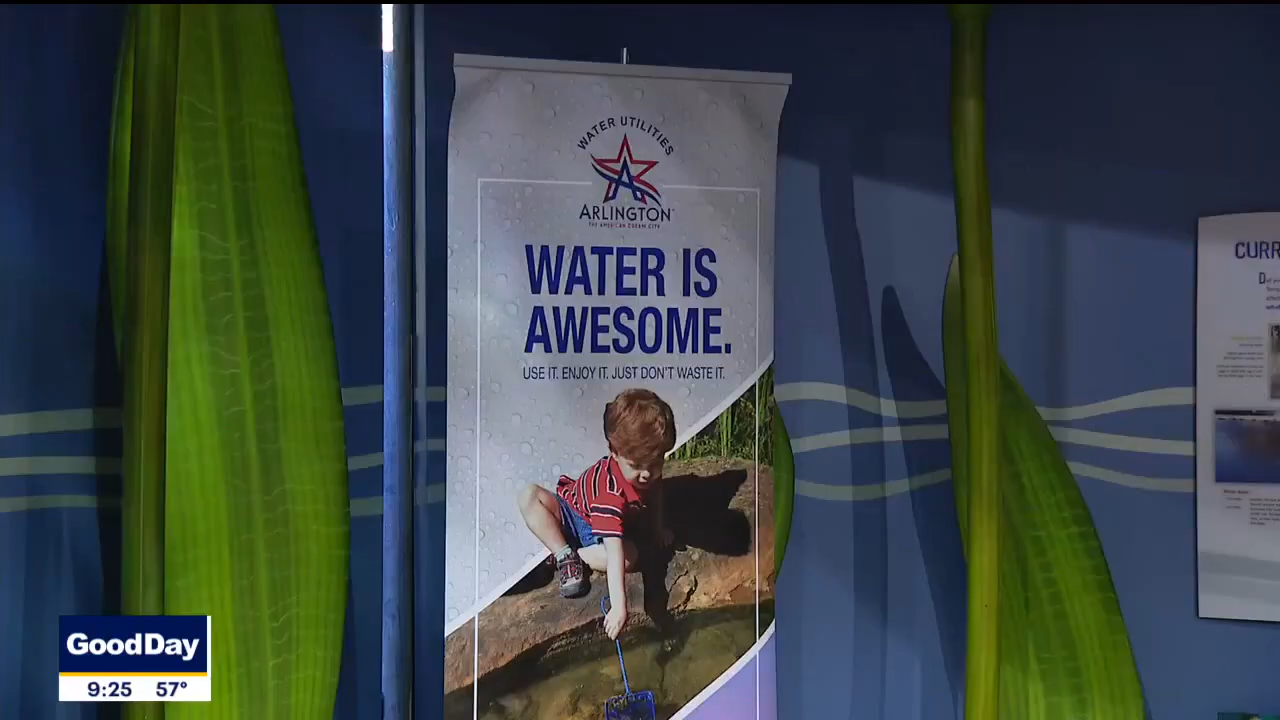 WATER UTILITIES
ARLINGTON
THE AMERICAN DREAM CITY
WATER IS
AWESOME.
USE IT. ENJOY IT. JUST DON'T WASTE IT.
CURR
GoodDay
9:25 57°